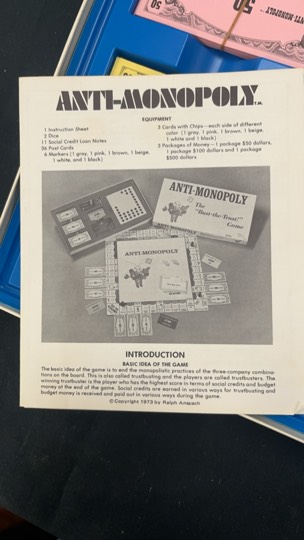 50
ANTI-MONOPOLY T.M.
EQUIPMENT
1 Instruction Sheet
2 Dice
11 Social Credit Loan Notes
36 Post Cards
6 Markers (1 gray, 1 pink, 1 brown, 1 beige,
1 white, and 1 black)
3 Cards with Chips—each side of different
color. (1 gray, 1 pink, 1 brown, 1 beige,
1 white and 1 black)
3 Packages of Money—1 package $50 dollars,
1 package $100 dollars and 1 package
$500 dollars
ANTI-MONOPOLY
The
"Bust-the-Trust!"
Game
ANTI-MONOPOLY
INTRODUCTION
BASIC IDEA OF THE GAME
The basic idea of the game is to end the monopolistic practices of the three-company combina-
tions on the board. This is also called trustbusting and the players are called trustbusters. The
winning trustbuster is the player who has the highest score in terms of social credits and budget
money at the end of the game. Social credits are earned in various ways for trustbusting and
budget money is received and paid out in various ways during the game.
©Copyright 1973 by Ralph Anspach